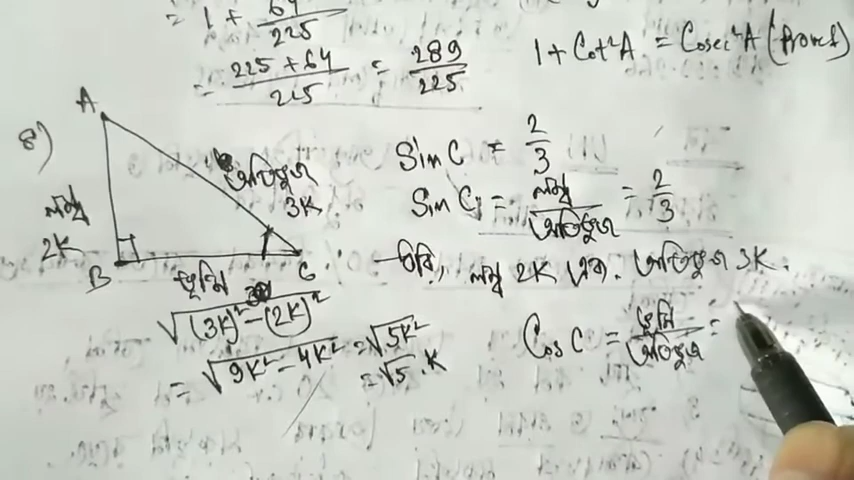 = 1 + 64/225
= 225 + 64/225 = 289/225
1 + Cot²A = Cosec²A (Proved)
৪)
A
B
C
লম্ব
2K
অতিভুজ
3K
ভূমি
√(3K)² - (2K)²
= √9K² - 4K² = √5K²
= √5 . K
Sin C = 2/3
Sin C = লম্ব/অতিভুজ = 2/3
ধরি, লম্ব 2K এবং অতিভুজ 3K.
Cos C = ভূমি/অতিভুজ =